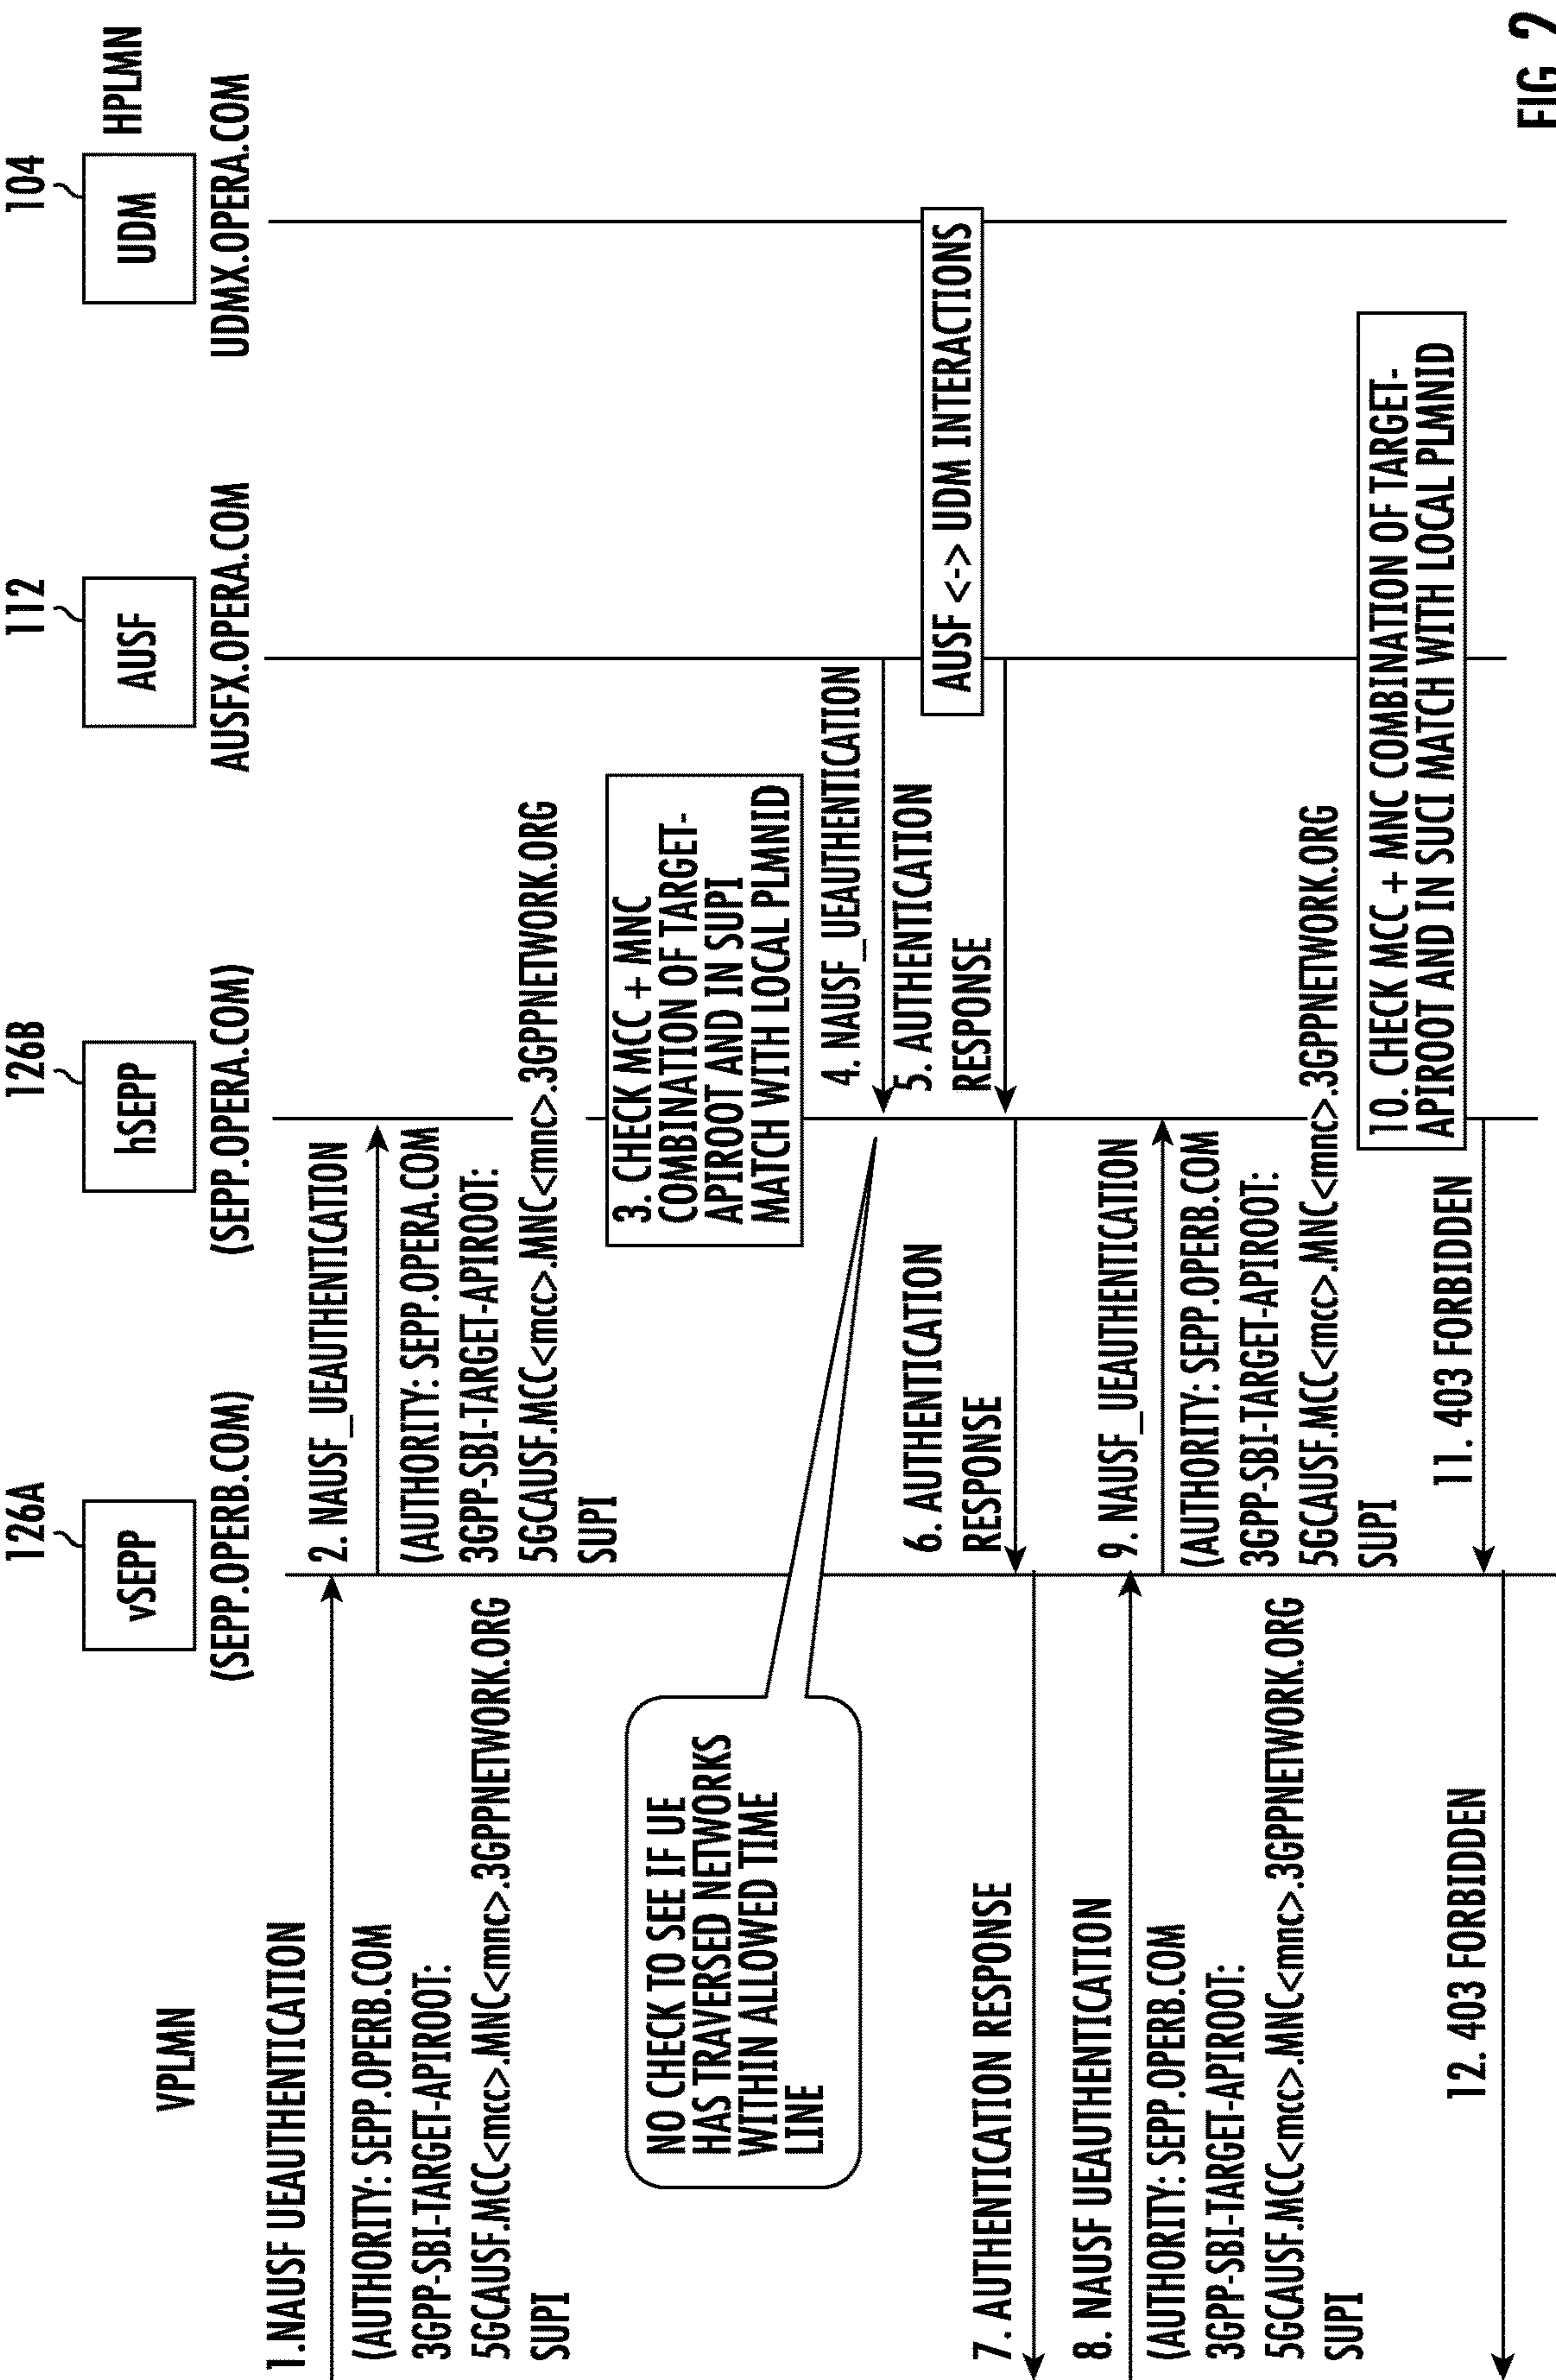 VPLMN
126A
vSEPP
(SEPP.OPERB.COM)
126B
hSEPP
(SEPP.OPERA.COM)
112
AUSF
AUSFX.OPERA.COM
104
UDM
HPLMN
UDMX.OPERA.COM
1.NAUSF UEAUTHENTICATION
(AUTHORITY: SEPP.OPERB.COM
3GPP-SBI-TARGET-APIROOT:
5GCAUSF.MCC<mcc>.MNC<mnc>.3GPPNETWORK.ORG
SUPI
2. NAUSF_UEAUTHENTICATION
(AUTHORITY: SEPP.OPERA.COM
3GPP-SBI-TARGET-APIROOT:
5GCAUSF.MCC<mcc>.MNC<mnc>.3GPPNETWORK.ORG
SUPI
3. CHECK MCC + MNC
COMBINATION OF TARGET-
APIROOT AND IN SUPI
MATCH WITH LOCAL PLMNID
NO CHECK TO SEE IF UE
HAS TRAVERSED NETWORKS
WITHIN ALLOWED TIME
LINE
4. NAUSF_UEAUTHENTICATION
AUSF <-> UDM INTERACTIONS
5. AUTHENTICATION
RESPONSE
6. AUTHENTICATION
RESPONSE
7. AUTHENTICATION RESPONSE
8. NAUSF UEAUTHENTICATION
(AUTHORITY: SEPP.OPERB.COM
3GPP-SBI-TARGET-APIROOT:
5GCAUSF.MCC<mcc>.MNC<mnc>.3GPPNETWORK.ORG
SUPI
9. NAUSF_UEAUTHENTICATION
(AUTHORITY: SEPP.OPERB.COM
3GPP-SBI-TARGET-APIROOT:
5GCAUSF.MCC<mcc>.MNC<mnc>.3GPPNETWORK.ORG
SUPI
10. CHECK MCC + MNC COMBINATION OF TARGET-
APIROOT AND IN SUCI MATCH WITH LOCAL PLMNID
11. 403 FORBIDDEN
12. 403 FORBIDDEN
FIG. 2